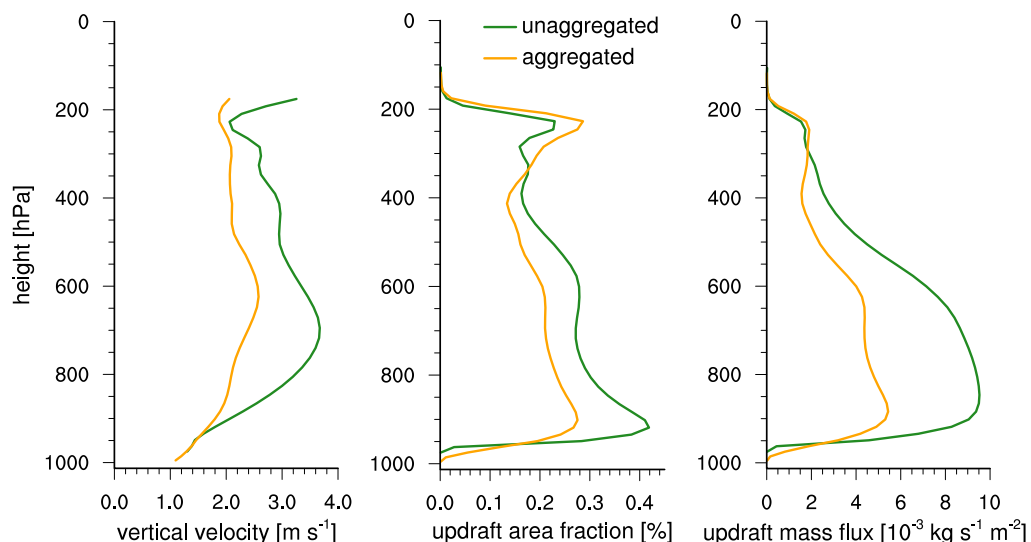 unaggregated
aggregated
height [hPa]
0
200
400
600
800
1000
0.0 1.0 2.0 3.0 4.0
vertical velocity [m s⁻¹]
0
200
400
600
800
1000
0.0 0.1 0.2 0.3 0.4
updraft area fraction [%]
0
200
400
600
800
1000
0 2 4 6 8 10
updraft mass flux [10⁻³ kg s⁻¹ m⁻²]